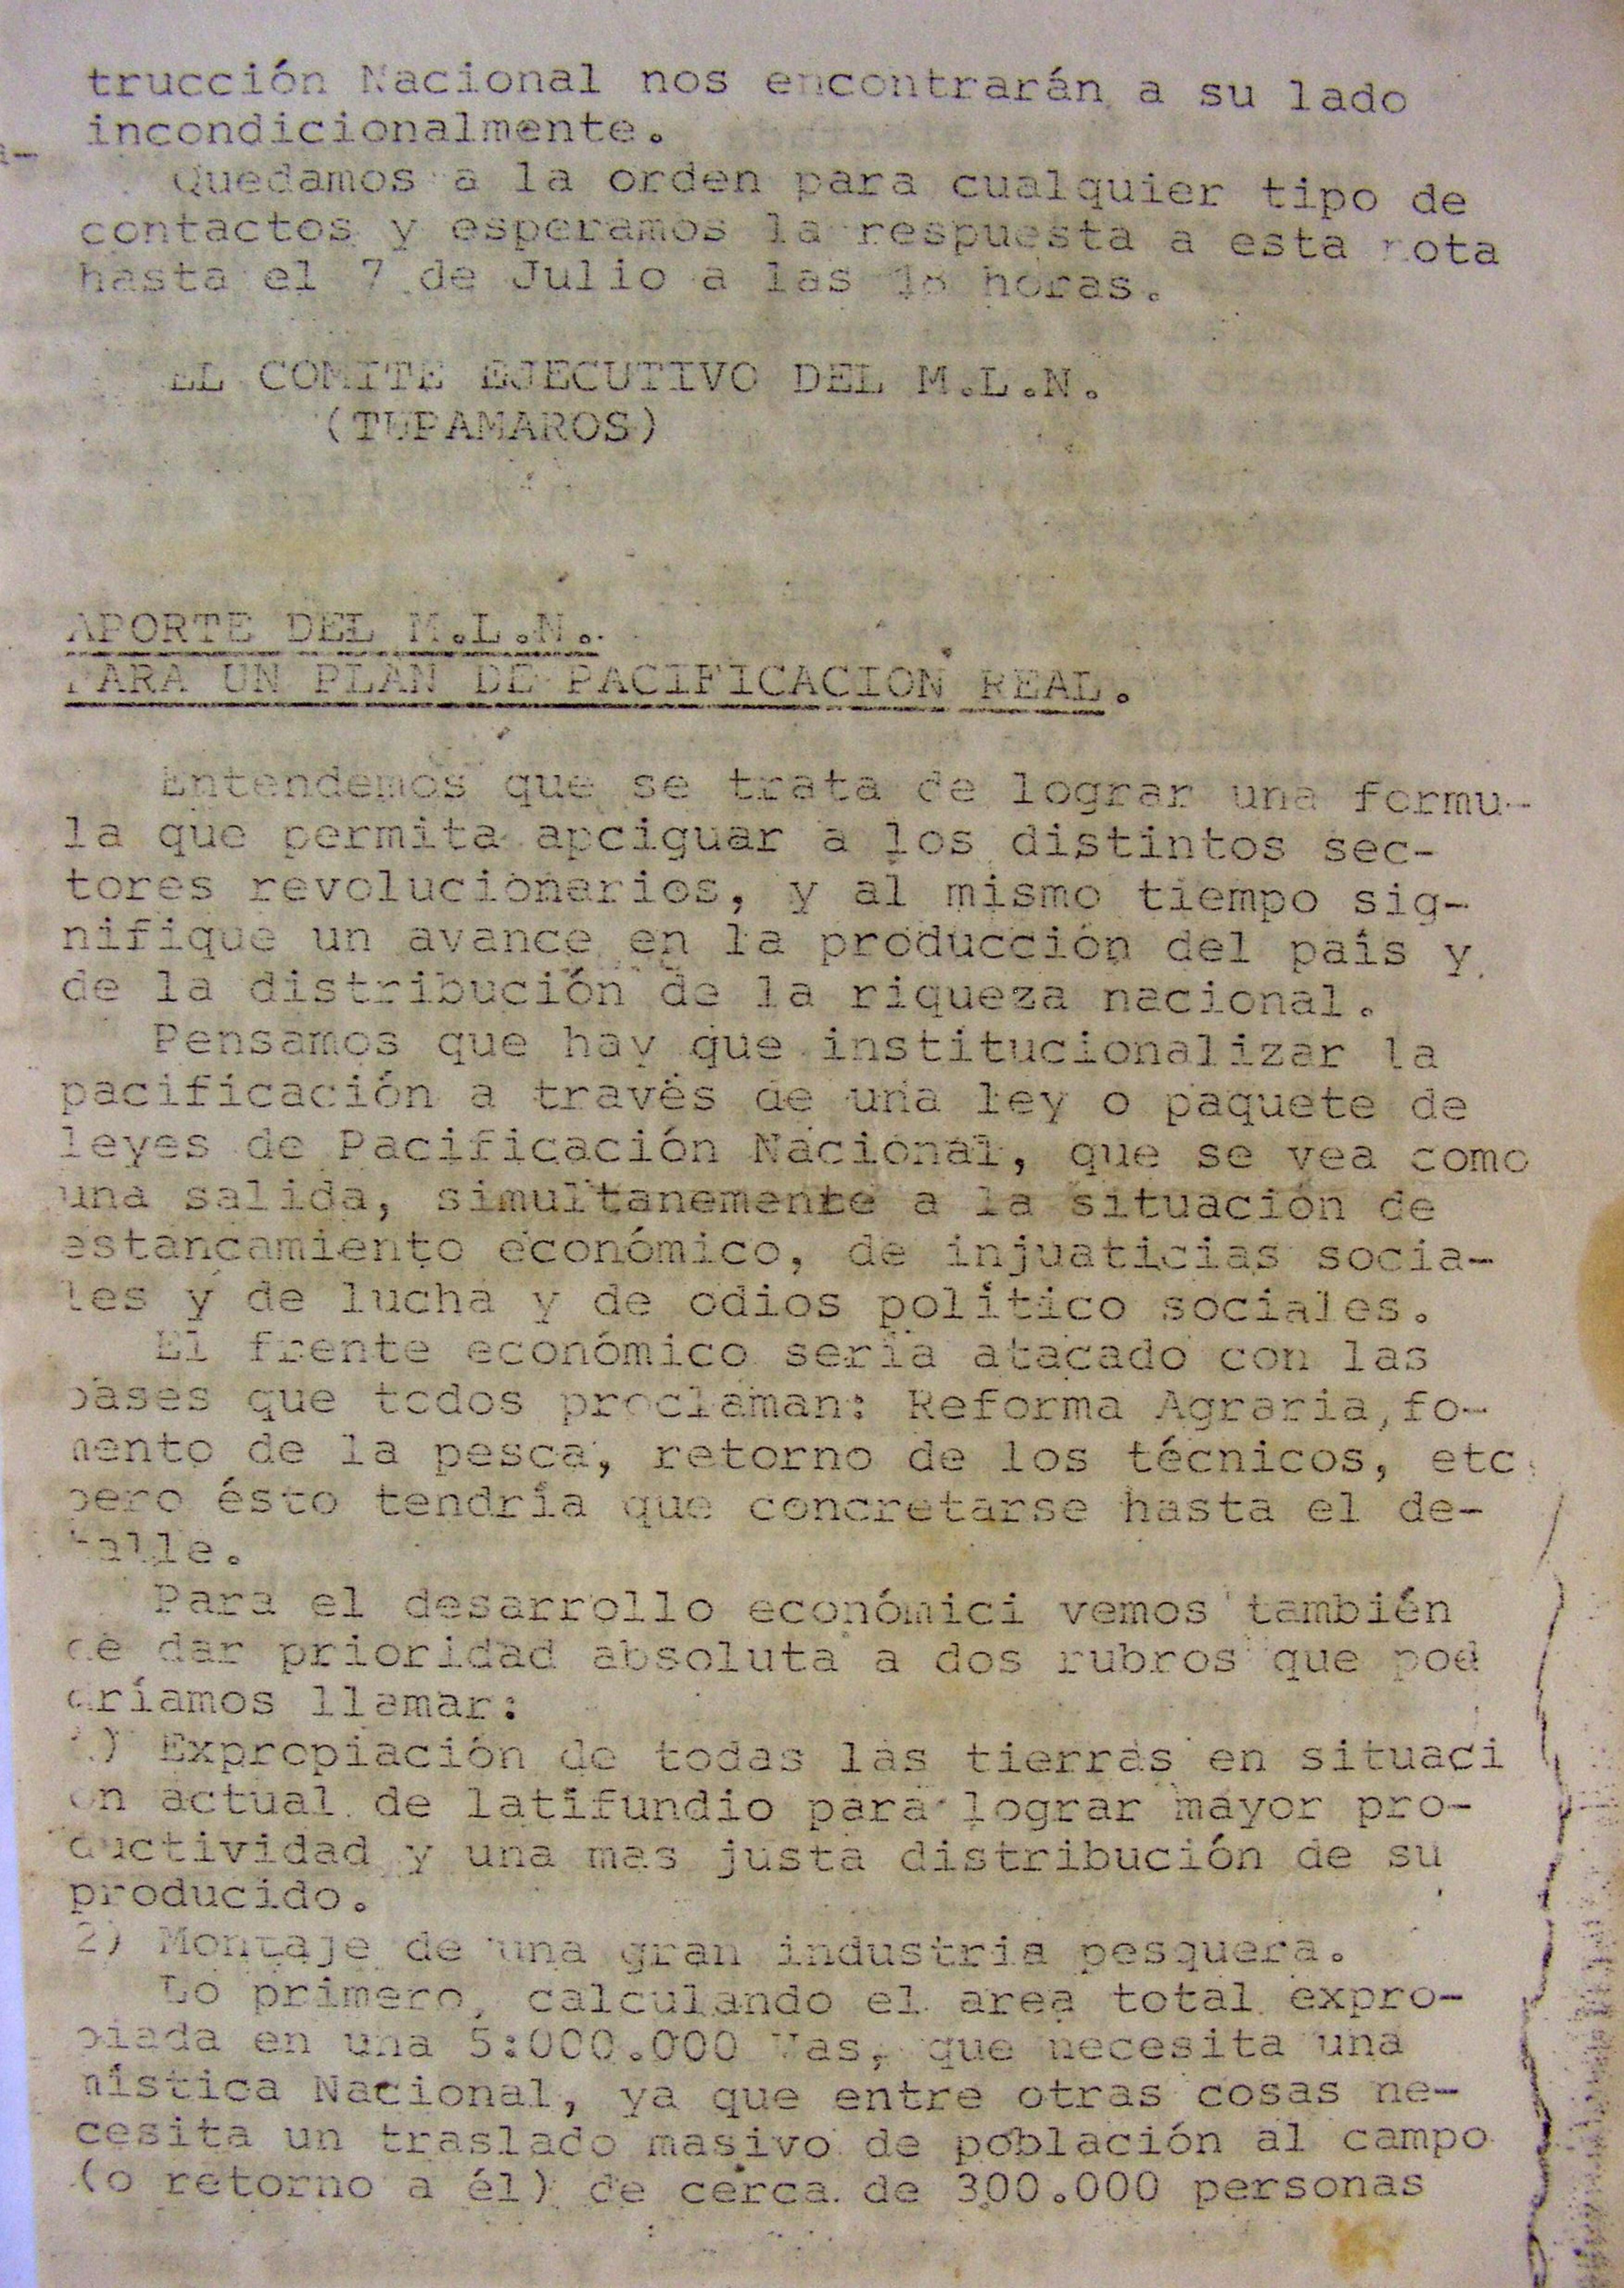 trucción Nacional nos encontrarán a su lado
incondicionalmente.
Quedamos a la orden para cualquier tipo de
contactos y esperamos la respuesta a esta nota
hasta el 7 de Julio a las 18 horas.
EL COMITE EJECUTIVO DEL M.L.N.
(TUPAMAROS)
APORTE DEL M.L.N.
PARA UN PLAN DE PACIFICACION REAL.
Entendemos que se trata de lograr una formu-
la que permita apciguar a los distintos sec-
tores revolucionarios, y al mismo tiempo sig-
nifique un avance en la producción del país y
de la distribución de la riqueza nacional.
Pensamos que hay que institucionalizar la
pacificación a través de una ley o paquete de
leyes de Pacificación Nacional, que se vea como
una salida, simultanemente a la situación de
estancamiento económico, de injuaticias socia-
les y de lucha y de odios político sociales.
El frente económico sería atacado con las
bases que todos proclaman: Reforma Agraria, fo-
mento de la pesca, retorno de los técnicos, etc.
pero ésto tendría que concretarse hasta el de-
talle.
Para el desarrollo económici vemos también
de dar prioridad absoluta a dos rubros que pod
dríamos llamar:
1) Expropiación de todas las tierras en situaci
on actual de latifundio para lograr mayor pro-
ductividad y una mas justa distribución de su
producido.
2) Montaje de una gran industria pesquera.
Lo primero, calculando el area total expro-
piada en una 5:000.000 Has, que necesita una
mística Nacional, ya que entre otras cosas ne-
cesita un traslado masivo de población al campo
(o retorno a él) de cerca de 300.000 personas